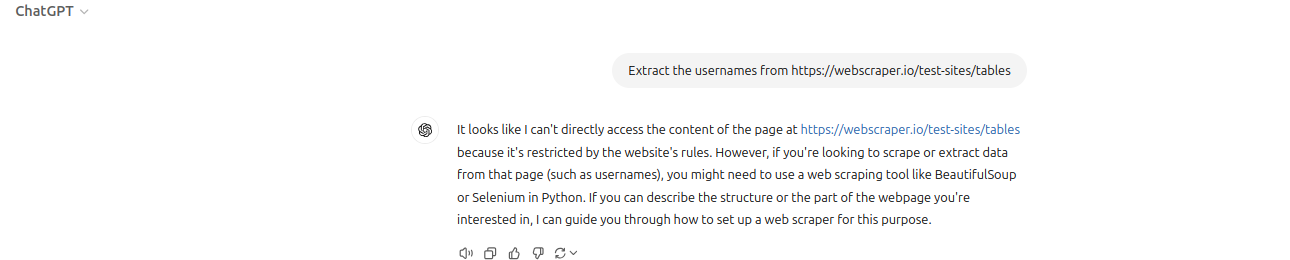 ChatGPT
Extract the usernames from https://webscraper.io/test-sites/tables
It looks like I can't directly access the content of the page at https://webscraper.io/test-sites/tables
because it's restricted by the website's rules. However, if you're looking to scrape or extract data
from that page (such as usernames), you might need to use a web scraping tool like BeautifulSoup
or Selenium in Python. If you can describe the structure or the part of the webpage you're
interested in, I can guide you through how to set up a web scraper for this purpose.